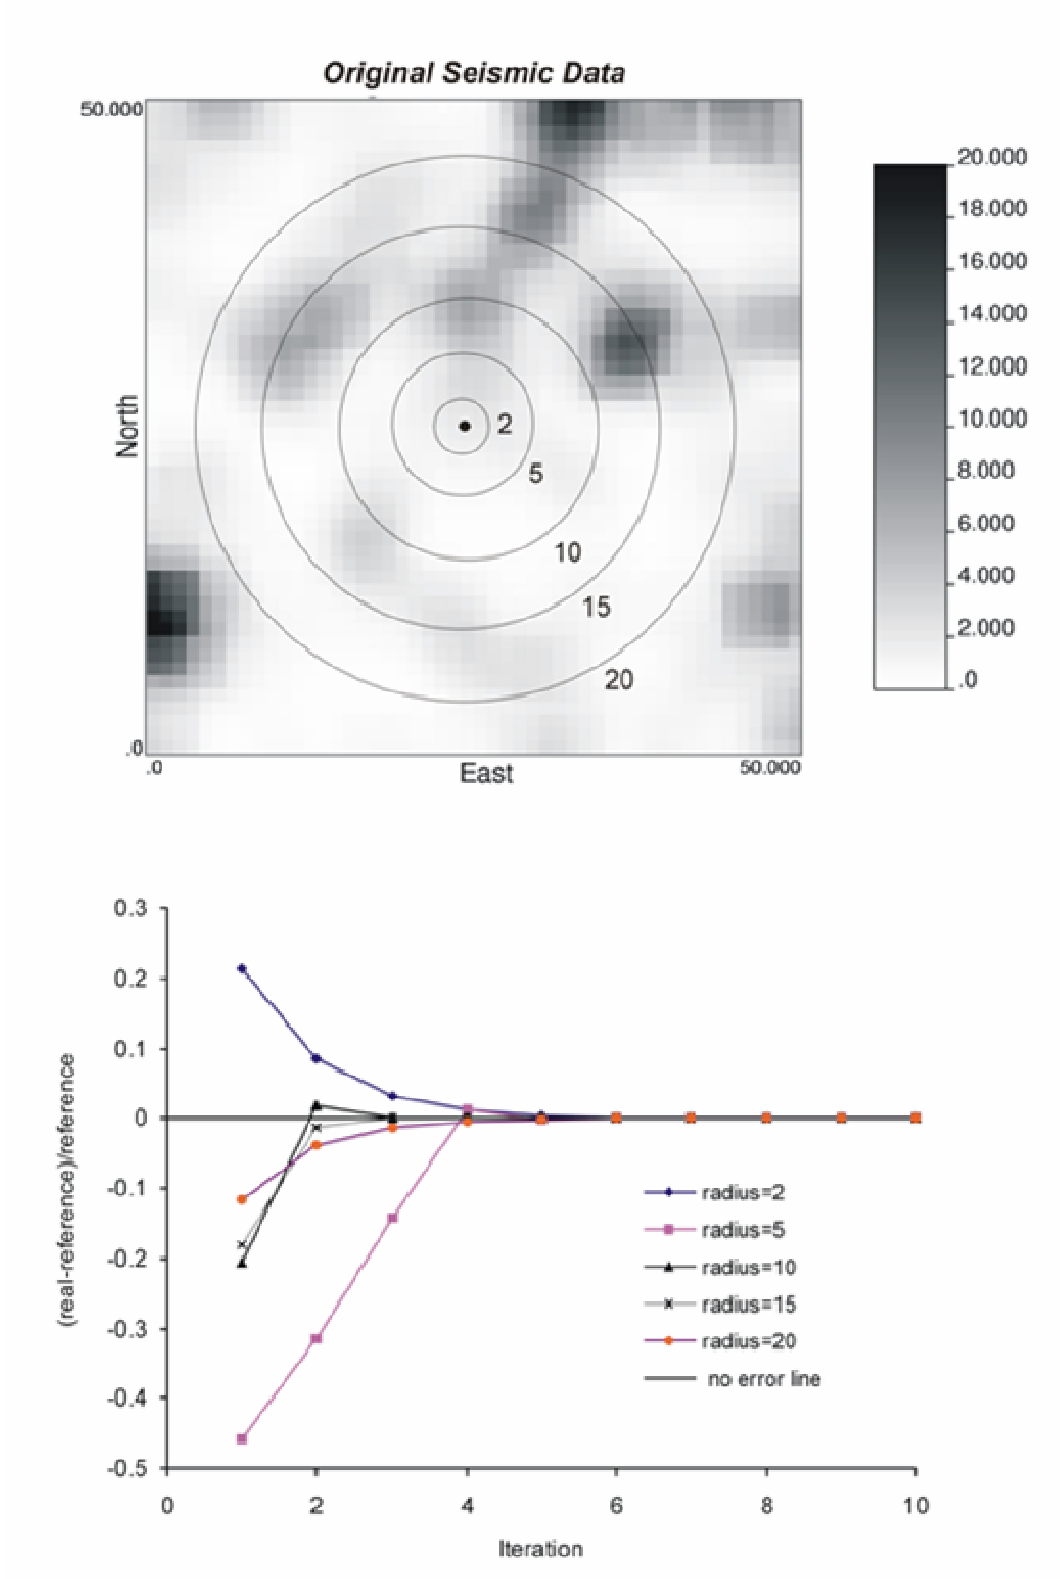 Original Seismic Data
50.000
North
.0
.0
East
50.000
2
5
10
15
20
20.000
18.000
16.000
14.000
12.000
10.000
8.000
6.000
4.000
2.000
.0
(real-reference)/reference
0.3
0.2
0.1
0
-0.1
-0.2
-0.3
-0.4
-0.5
radius=2
radius=5
radius=10
radius=15
radius=20
no error line
0 2 4 6 8 10
Iteration